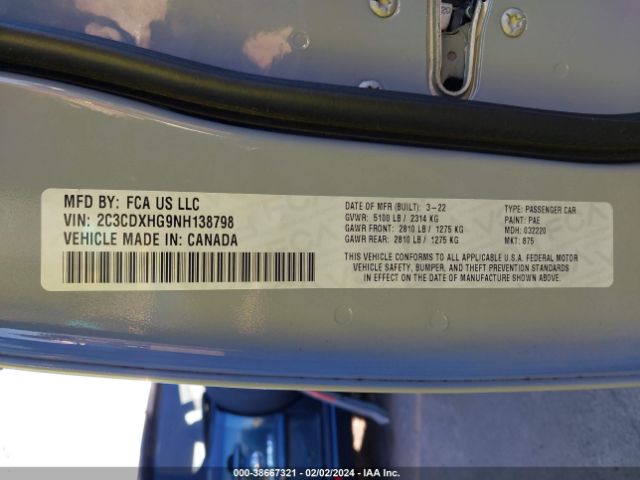 MFD BY: FCA US LLC
VIN: 2C3CDXHG9NH138798
VEHICLE MADE IN: CANADA
DATE OF MFR (BUILT): 3-22
GVWR: 5100 LB / 2314 KG
GAWR FRONT: 2810 LB / 1275 KG
GAWR REAR: 2810 LB / 1275 KG
TYPE: PASSENGER CAR
PAINT: PAE
MDH: 032220
MKT: 875
THIS VEHICLE CONFORMS TO ALL APPLICABLE U.S.A. FEDERAL MOTOR
VEHICLE SAFETY, BUMPER, AND THEFT PREVENTION STANDARDS
IN EFFECT ON THE DATE OF MANUFACTURE SHOWN ABOVE.
000-38667321 - 02/02/2024 - IAA Inc.